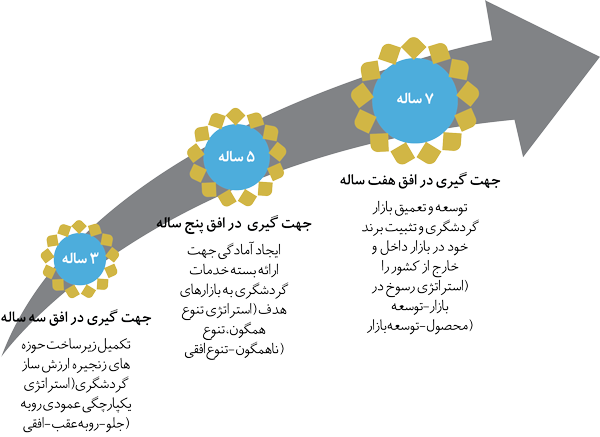 ۷ ساله
جهت گیری در افق هفت ساله
توسعه و تعمیق بازار
گردشگری و تثبیت برند
خود در بازار داخل و
خارج از کشور را
(استراتژی رسوخ در
بازار-توسعه
محصول-توسعه‌بازار)
۵ ساله
جهت گیری در افق پنج ساله
ایجاد آمادگی جهت
ارائه بسته خدمات
گردشگری به بازارهای
هدف (استراتژی تنوع
همگون، تنوع
ناهمگون-تنوع افقی)
۳ ساله
جهت گیری در افق سه ساله
تکمیل زیرساخت حوزه
های زنجیره ارزش ساز
گردشگری (استراتژی
یکپارچگی عمودی روبه
جلو-روبه عقب-افقی)